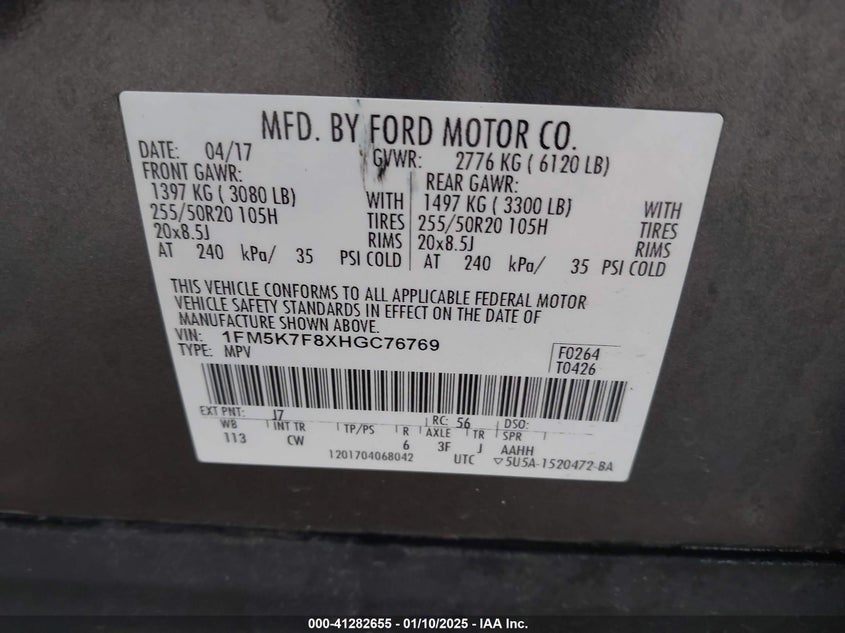 MFD. BY FORD MOTOR CO.
DATE: 04/17 GVWR: 2776 KG ( 6120 LB)
FRONT GAWR: REAR GAWR:
1397 KG ( 3080 LB) WITH 1497 KG ( 3300 LB) WITH
255/50R20 105H TIRES 255/50R20 105H TIRES
20x8.5J RIMS 20x8.5J RIMS
AT 240 kPa/ 35 PSI COLD AT 240 kPa/ 35 PSI COLD
THIS VEHICLE CONFORMS TO ALL APPLICABLE FEDERAL MOTOR
VEHICLE SAFETY STANDARDS IN EFFECT ON THE DATE OF
MANUFACTURE SHOWN ABOVE.
VIN: 1FM5K7F8XHGC76769
TYPE: MPV F0264
T0426
EXT PNT: J7 RC: 56 DSO:
WB INT TR TP/PS R AXLE TR SPR
113 CW 6 3F J AAHH
1201704068042 UTC ▽5U5A-1520472-BA
000-41282655 — 01/10/2025 — IAA Inc.